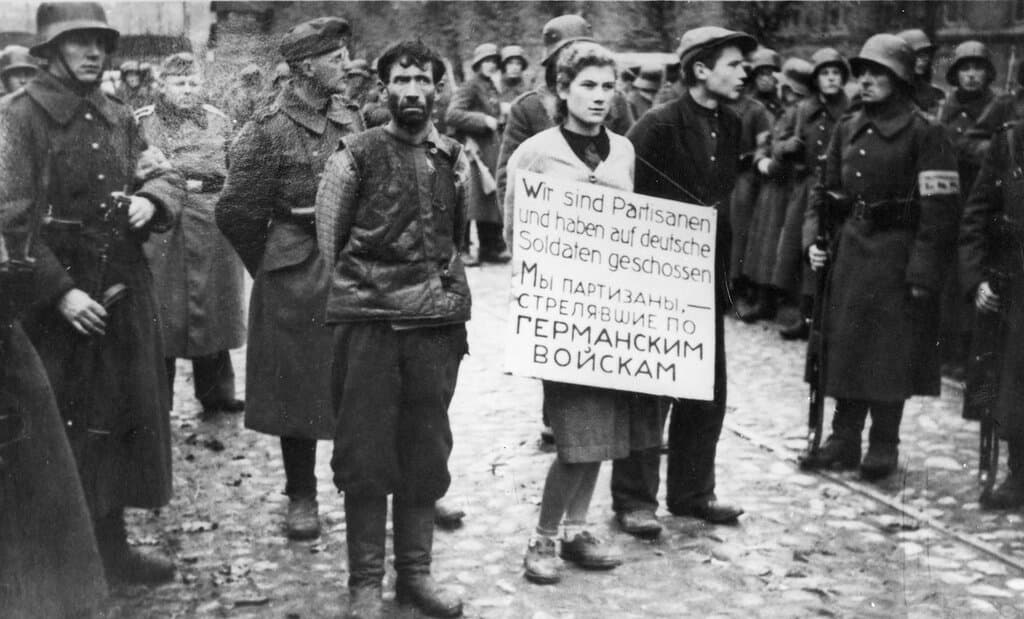 Wir sind Partisanen
und haben auf deutsche
Soldaten geschossen
Мы партизаны,—
стрелявшие по
ГЕРМАНСКИМ
ВОЙСКАМ